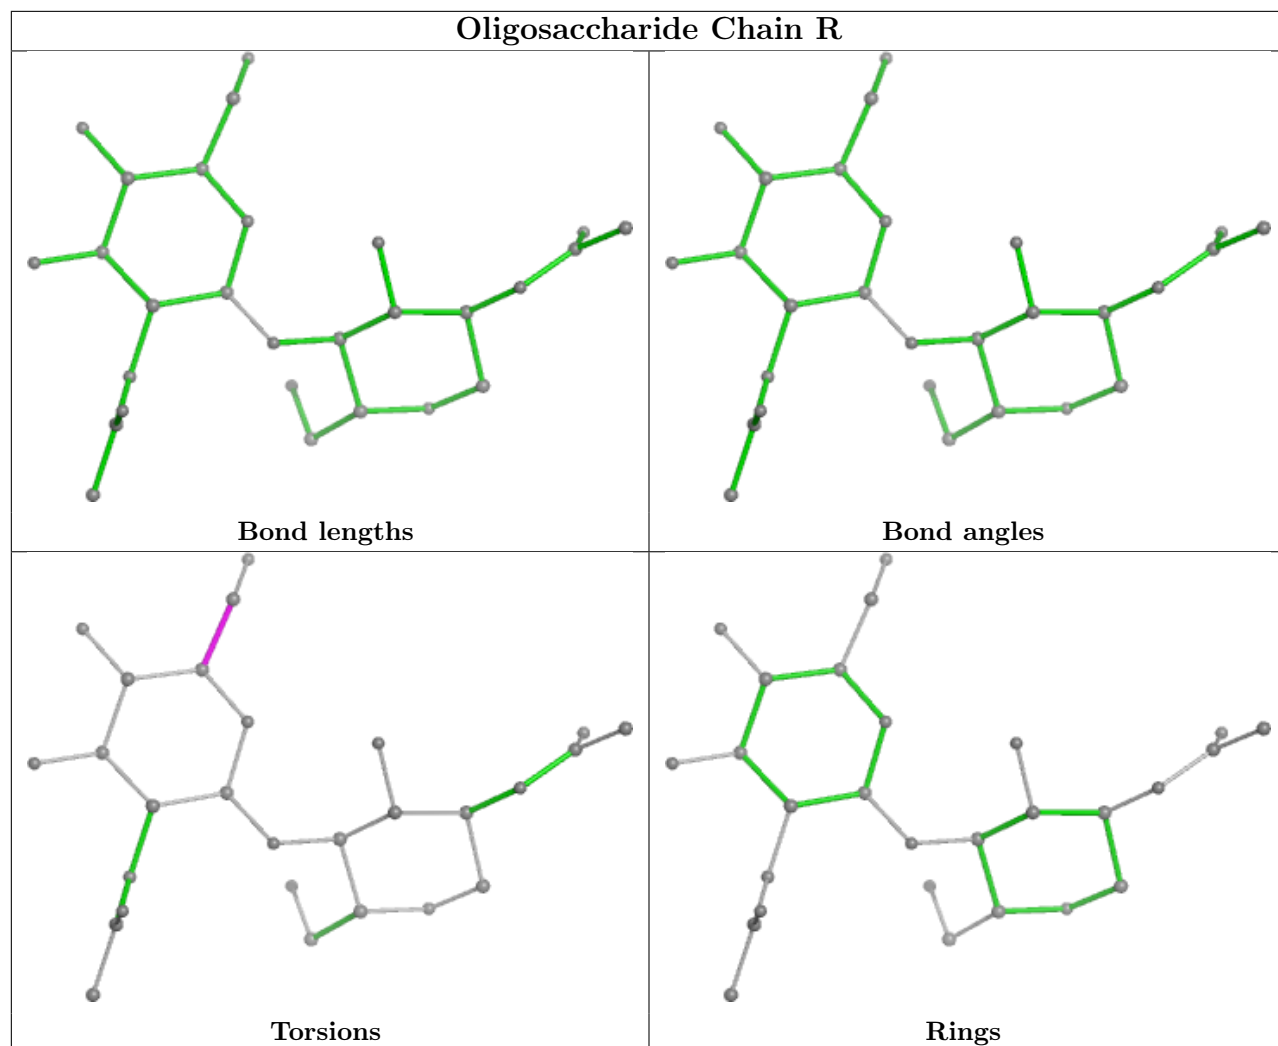 Oligosaccharide Chain R
Bond lengths
Bond angles
Torsions
Rings